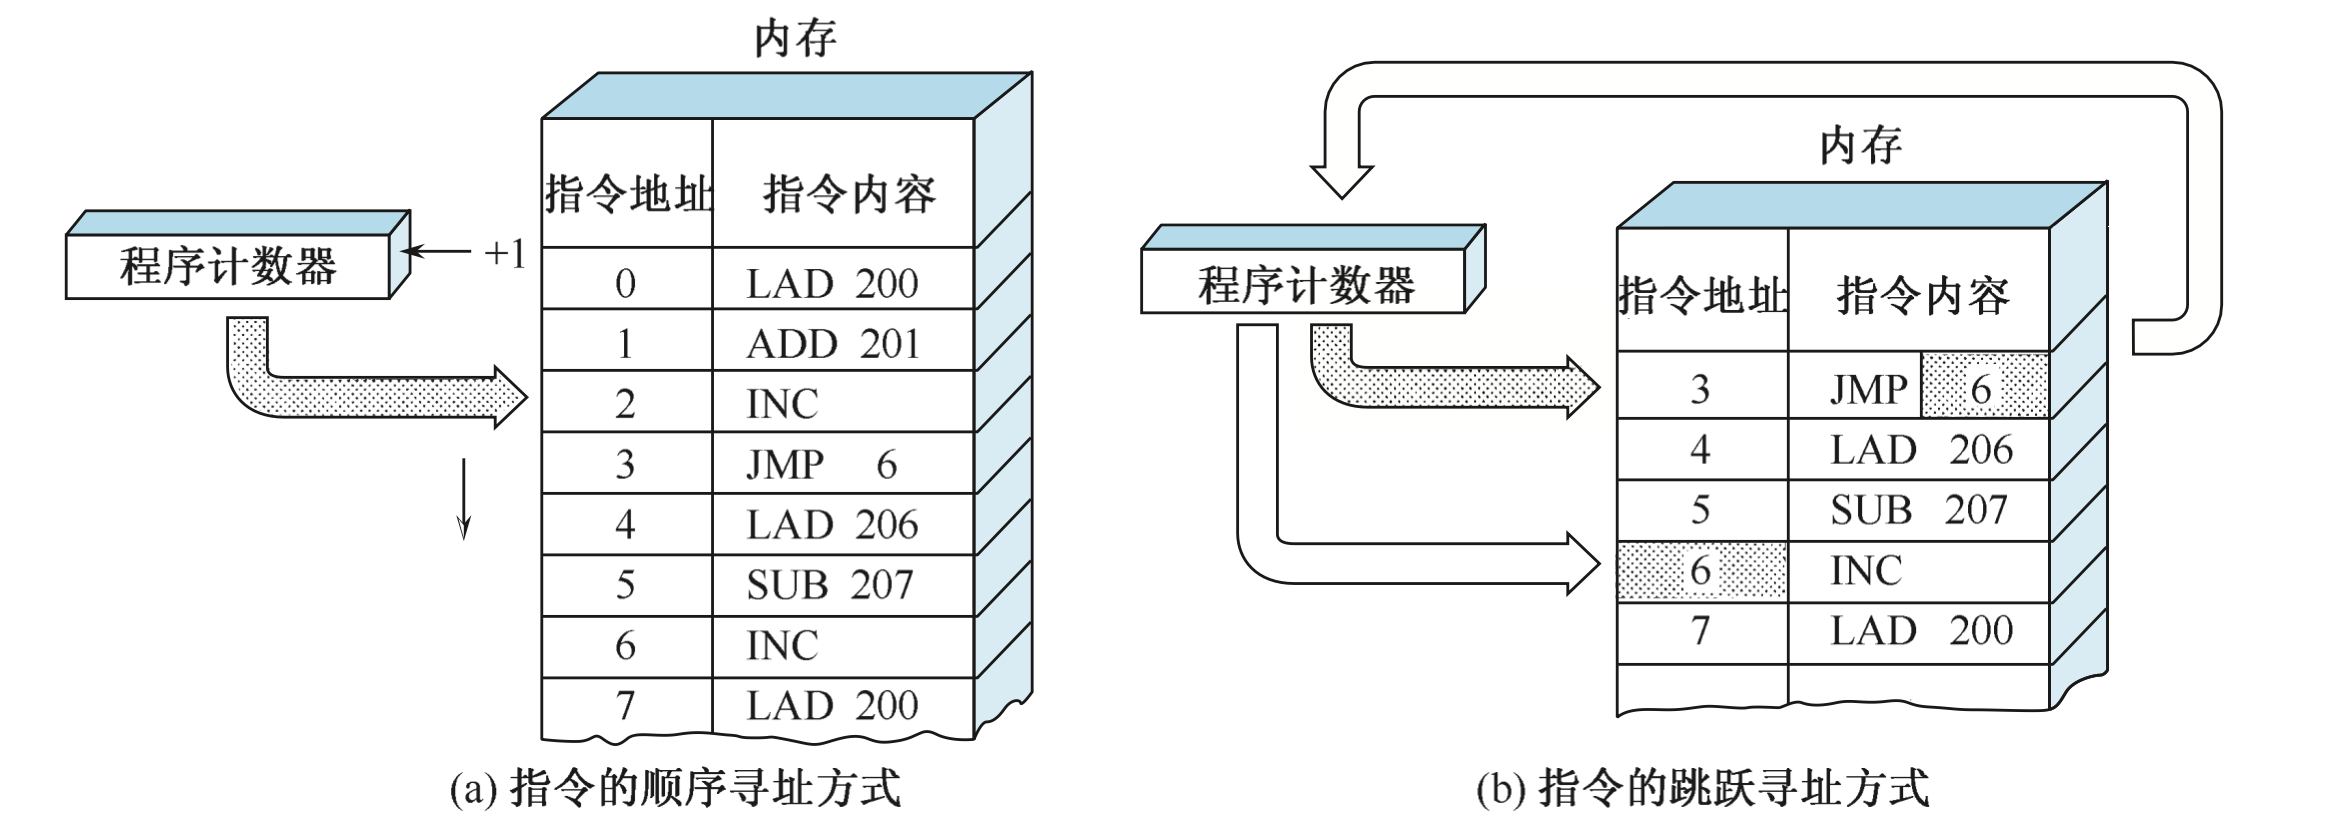 内存
指令地址 指令内容
程序计数器
+1
0 LAD 200
1 ADD 201
2 INC
3 JMP 6
4 LAD 206
5 SUB 207
6 INC
7 LAD 200
(a) 指令的顺序寻址方式
内存
程序计数器
指令地址 指令内容
3 JMP 6
4 LAD 206
5 SUB 207
6 INC
7 LAD 200
(b) 指令的跳跃寻址方式